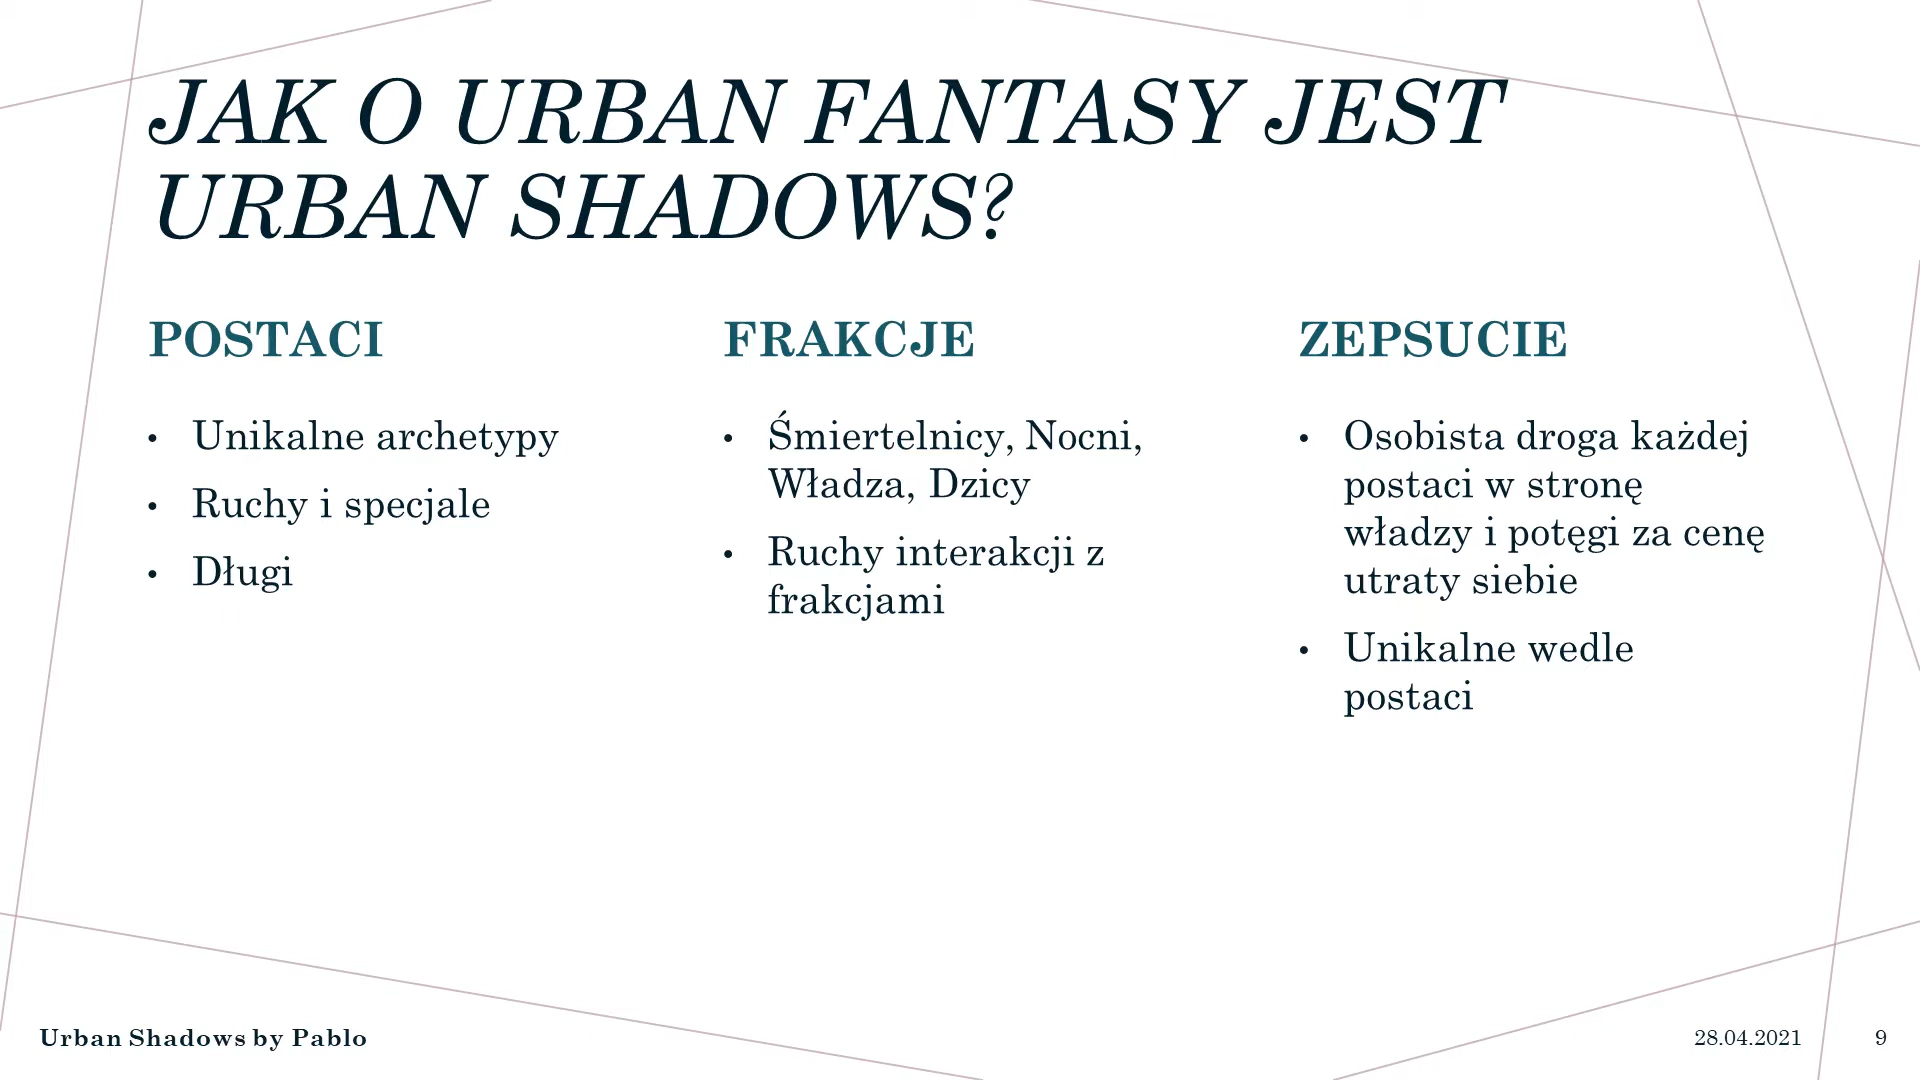 JAK O URBAN FANTASY JEST
URBAN SHADOWS?
POSTACI
• Unikalne archetypy
• Ruchy i specjale
• Długi
FRAKCJE
• Śmiertelnicy, Nocni,
Władza, Dzicy
• Ruchy interakcji z
frakcjami
ZEPSUCIE
• Osobista droga każdej
postaci w stronę
władzy i potęgi za cenę
utraty siebie
• Unikalne wedle
postaci
Urban Shadows by Pablo
28.04.2021
9